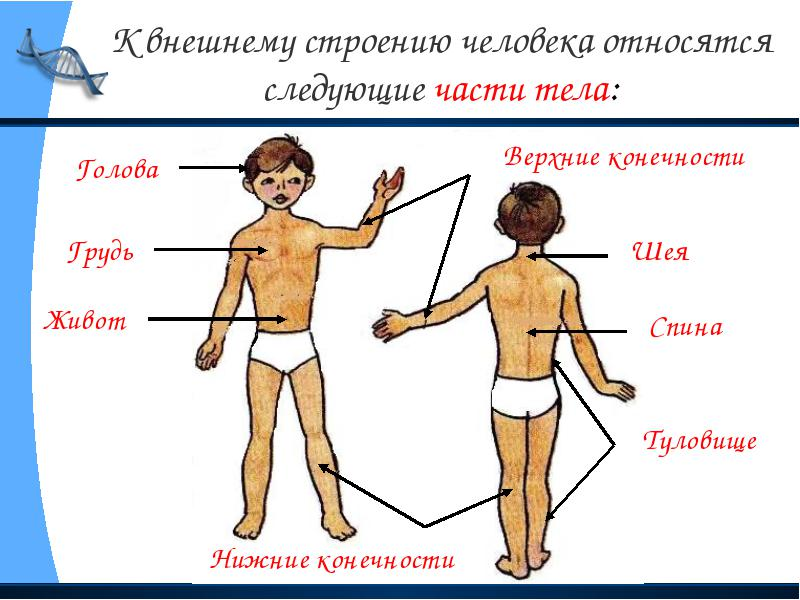 К внешнему строению человека относятся
следующие части тела:
Голова
Верхние конечности
Грудь
Шея
Живот
Спина
Туловище
Нижние конечности